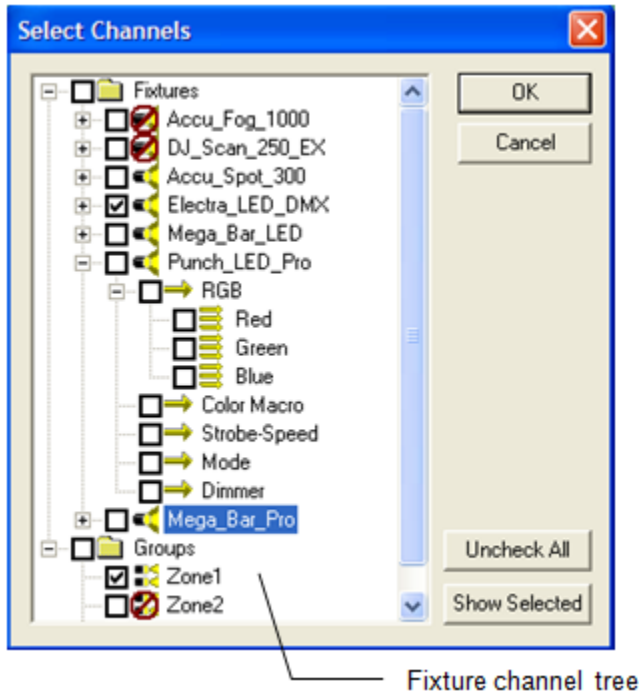 Select Channels
Fixtures
Accu_Fog_1000
DJ_Scan_250_EX
Accu_Spot_300
Electra_LED_DMX
Mega_Bar_LED
Punch_LED_Pro
RGB
Red
Green
Blue
Color Macro
Strobe-Speed
Mode
Dimmer
Mega_Bar_Pro
Groups
Zone1
Zone2
OK
Cancel
Uncheck All
Show Selected
Fixture channel tree